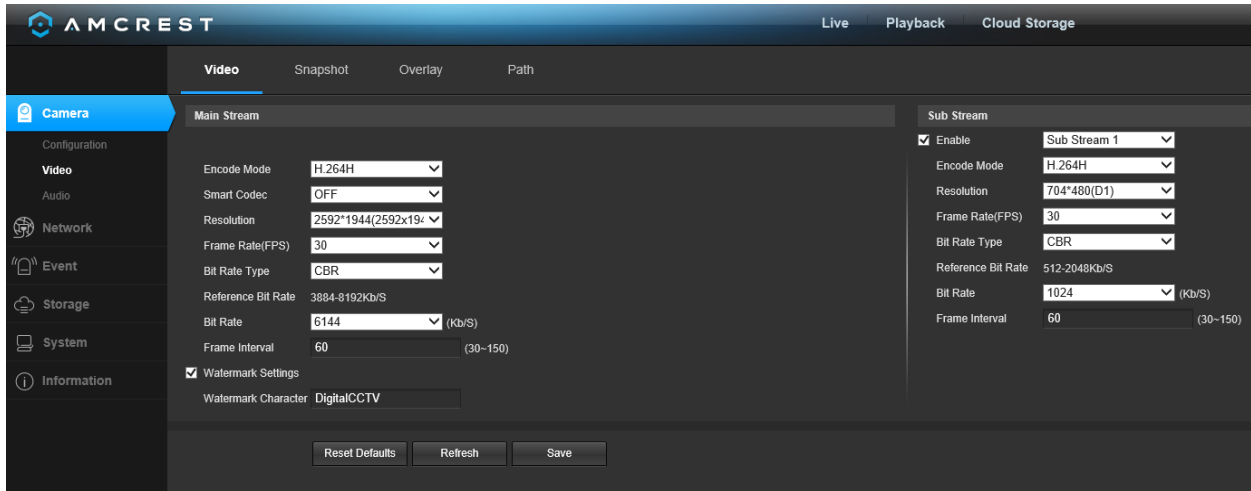 AMCREST
Live Playback Cloud Storage
Video Snapshot Overlay Path
Camera
Configuration
Video
Audio
Network
Event
Storage
System
Information
Main Stream
Encode Mode H.264H
Smart Codec OFF
Resolution 2592*1944(2592x194
Frame Rate(FPS) 30
Bit Rate Type CBR
Reference Bit Rate 3884-8192Kb/S
Bit Rate 6144 (Kb/S)
Frame Interval 60 (30~150)
Watermark Settings
Watermark Character DigitalCCTV
Sub Stream
Enable Sub Stream 1
Encode Mode H.264H
Resolution 704*480(D1)
Frame Rate(FPS) 30
Bit Rate Type CBR
Reference Bit Rate 512-2048Kb/S
Bit Rate 1024 (Kb/S)
Frame Interval 60 (30~150)
Reset Defaults Refresh Save